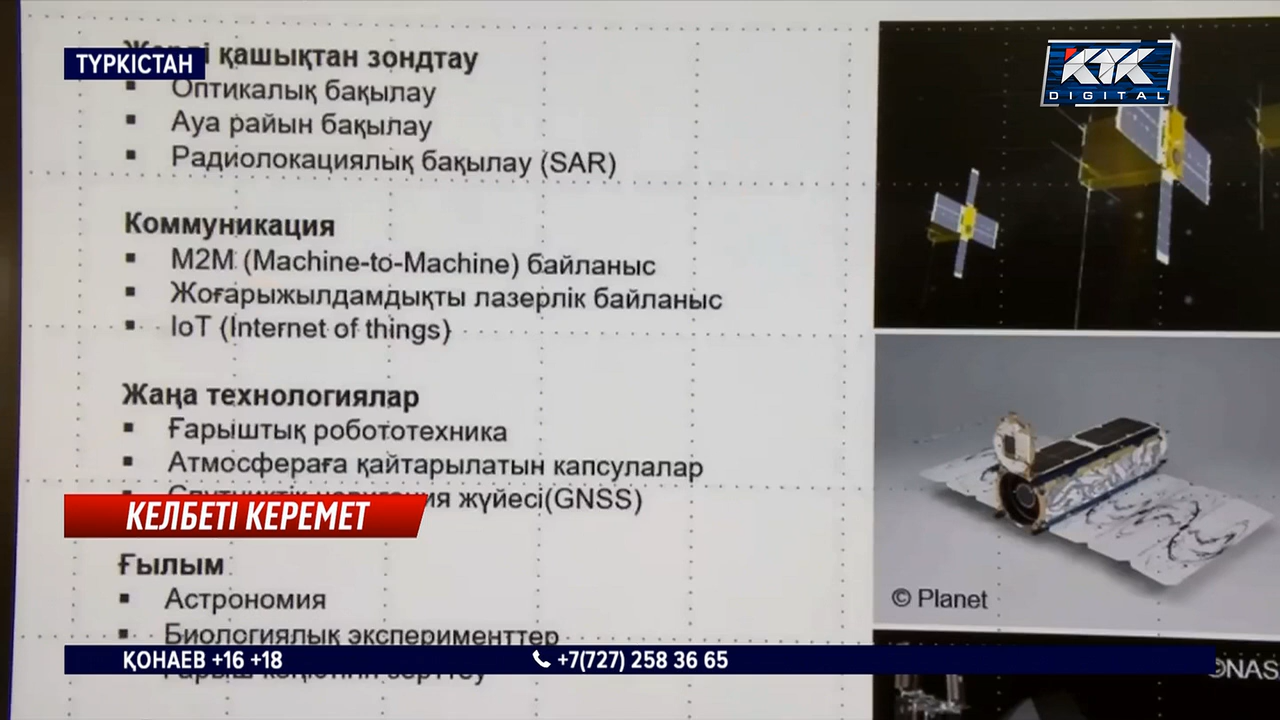 ТҮРКІСТАН
қашықтан зондтау
Оптикалық бақылау
Ауа райын бақылау
Радиолокациялық бақылау (SAR)
Коммуникация
M2M (Machine-to-Machine) байланыс
Жоғарыжылдамдықты лазерлік байланыс
IoT (Internet of things)
Жаңа технологиялар
Ғарыштық робототехника
Атмосфераға қайтарылатын капсулалар
жүйесі(GNSS)
КЕЛБЕТІ КЕРЕМЕТ
Ғылым
Астрономия
Биологиялық эксперименттер
ҚОНАЕВ +16 +18
+7(727) 258 36 65
КТК
DIGITAL
© Planet